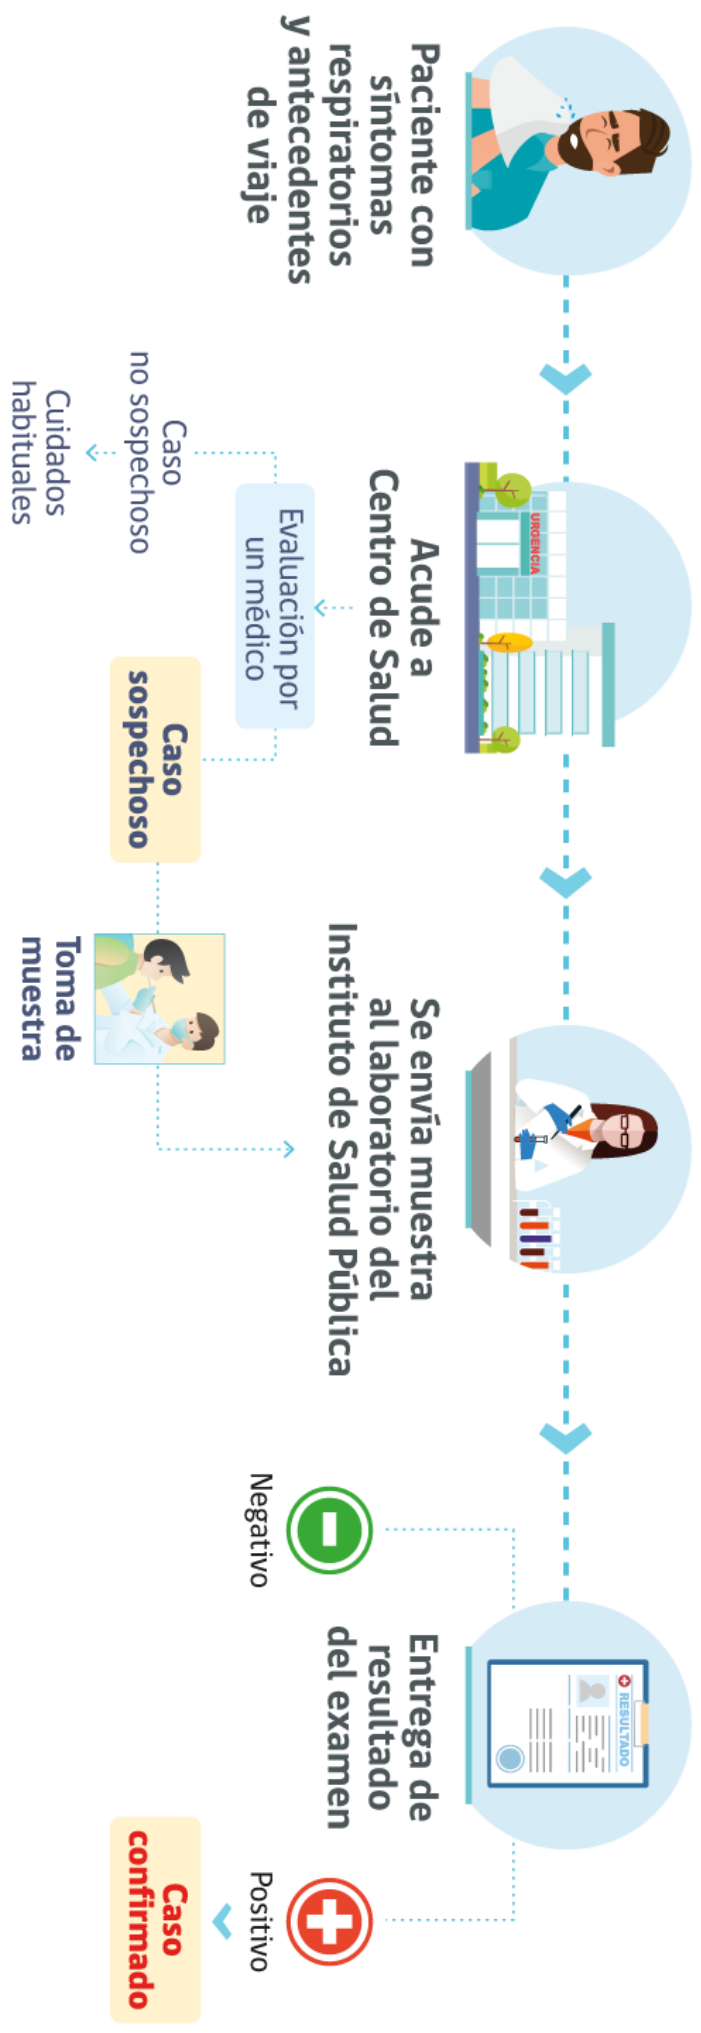 Paciente con
síntomas
respiratorios
y antecedentes
de viaje
URGENCIA
Acude a
Centro de Salud
Evaluación por
un médico
Caso
no sospechoso
Cuidados
habituales
Caso
sospechoso
Toma de
muestra
Se envía muestra
al laboratorio del
Instituto de Salud Pública
RESULTADO
Entrega de
resultado
del examen
Negativo
Positivo
Caso
confirmado